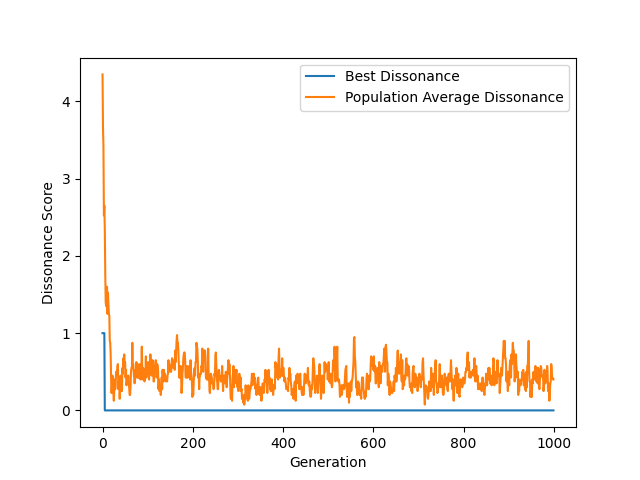 Best Dissonance
Population Average Dissonance
4
3
2
1
0
Dissonance Score
0 200 400 600 800 1000
Generation